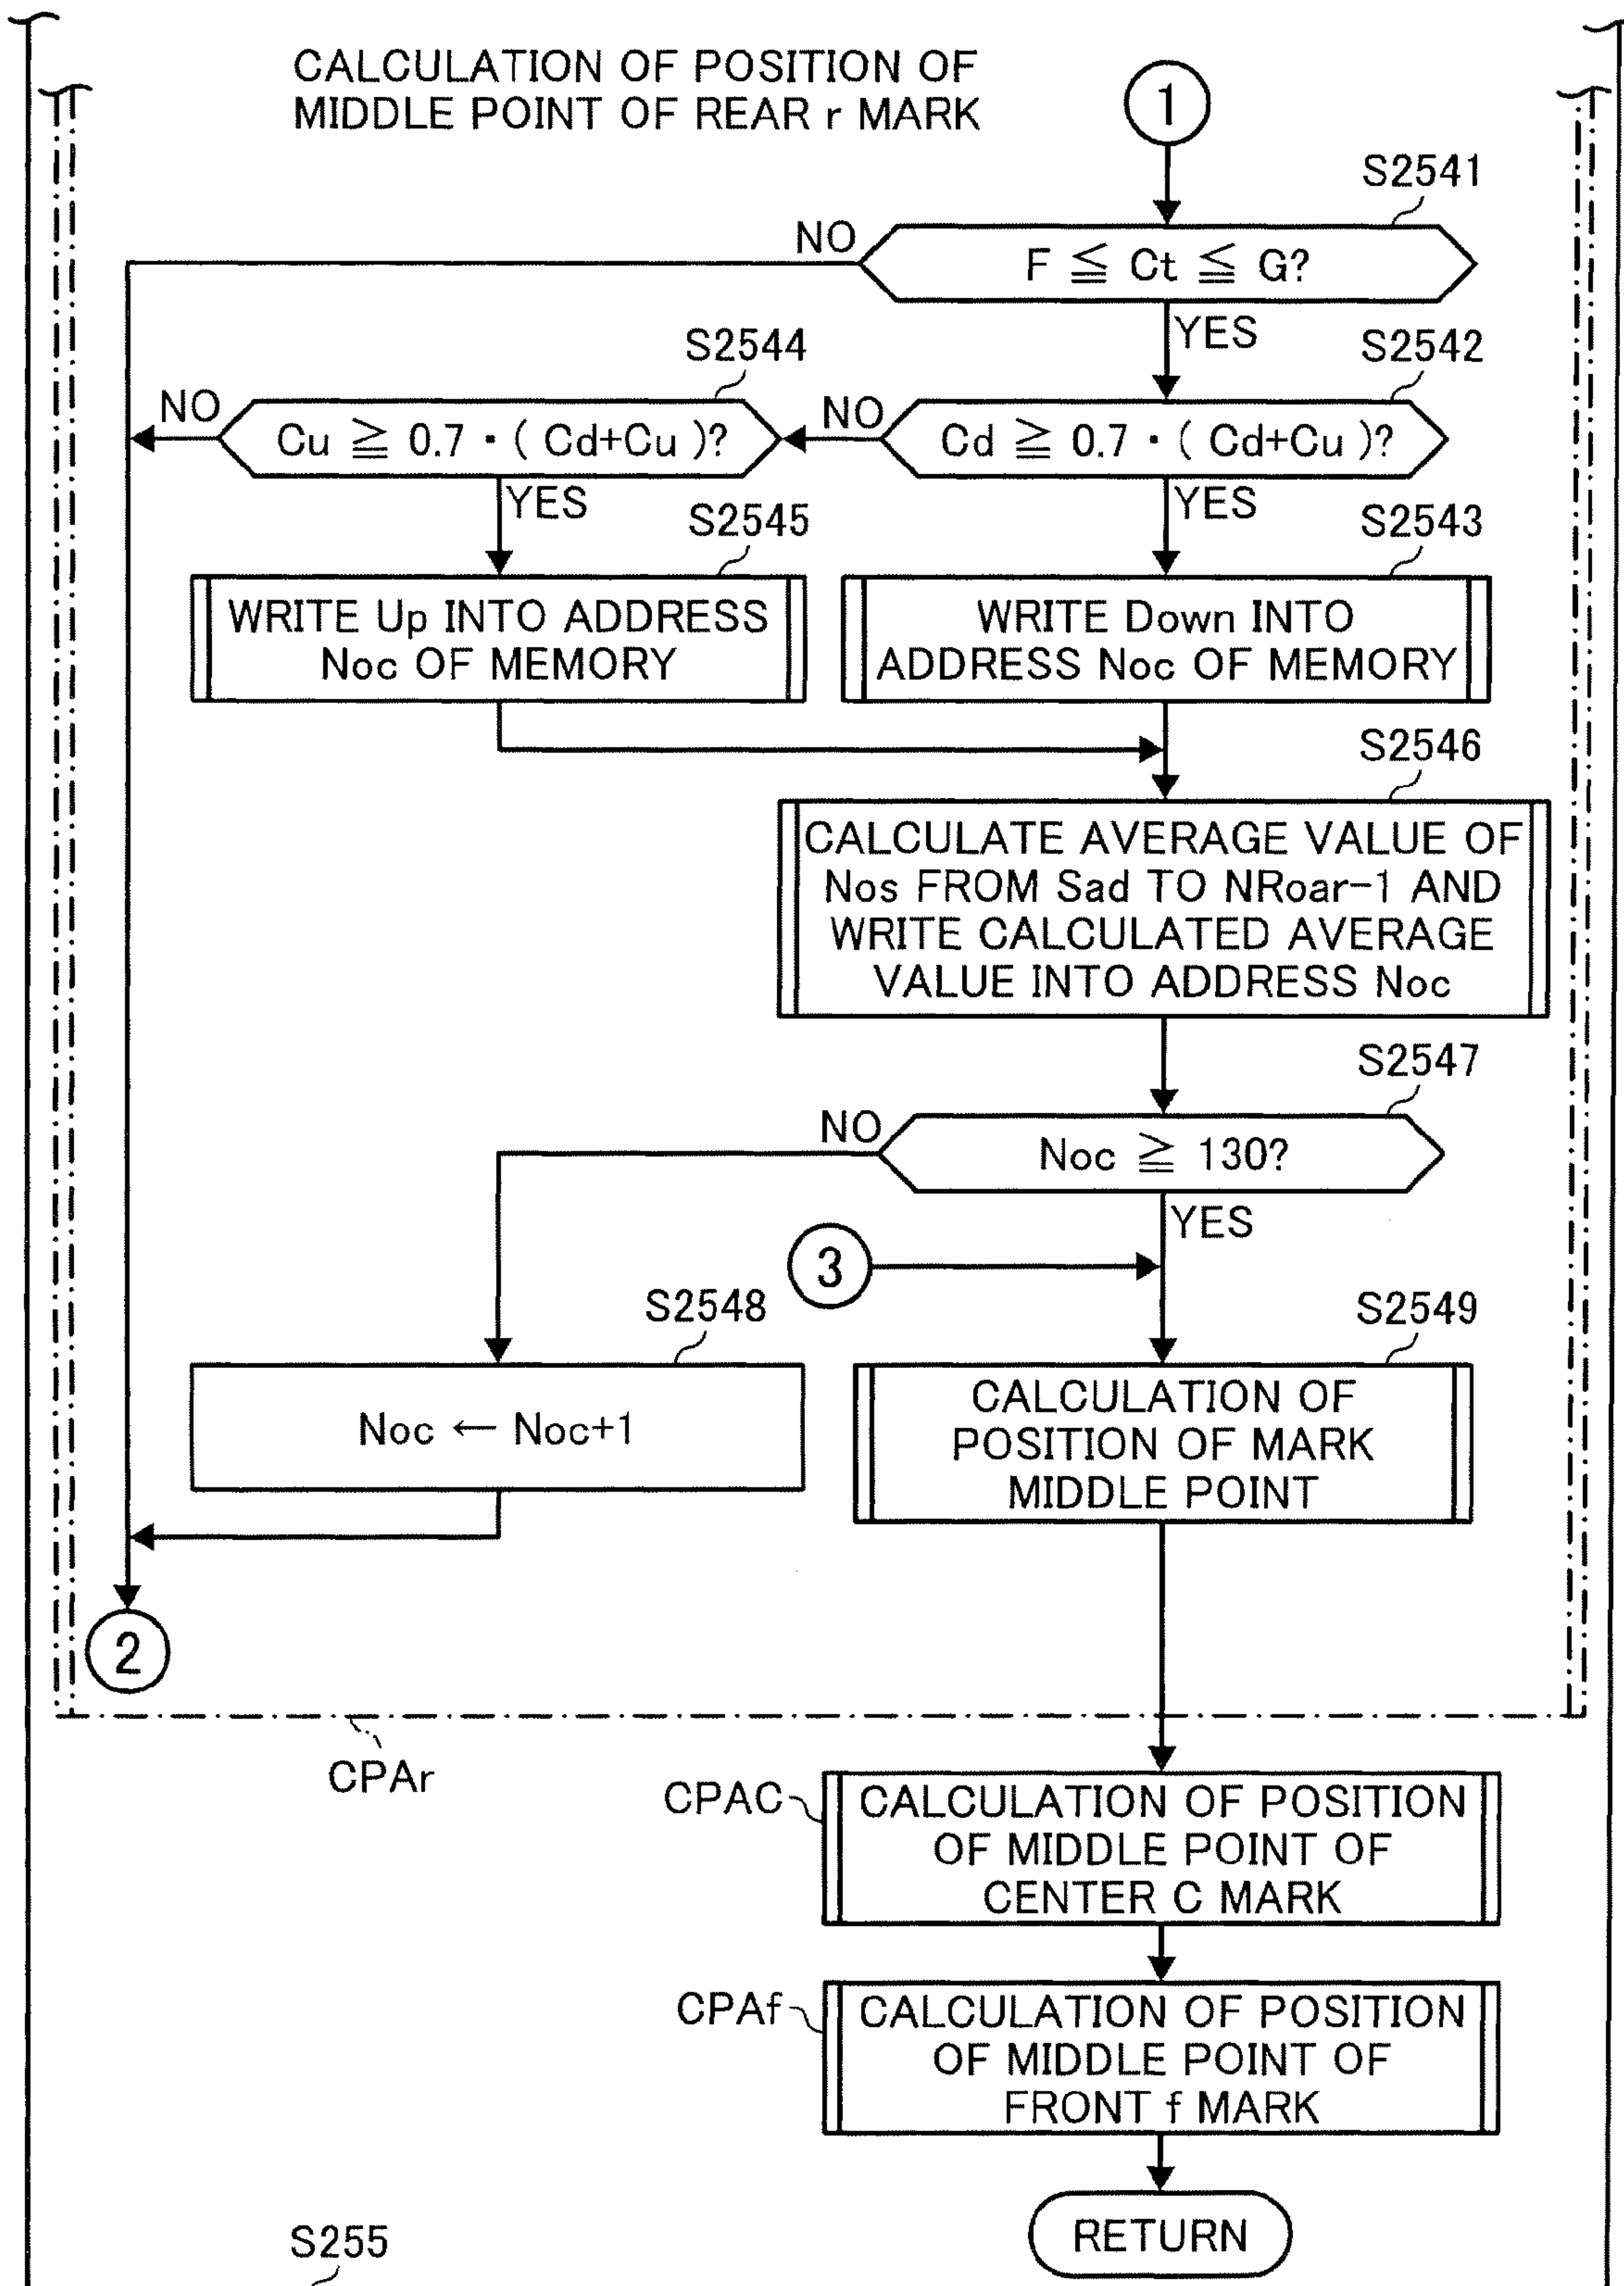 CALCULATION OF POSITION OF
MIDDLE POINT OF REAR r MARK
1
S2541
NO
F ≦ Ct ≦ G?
YES
S2544
S2542
NO
Cu ≧ 0.7 · ( Cd+Cu )?
NO
Cd ≧ 0.7 · ( Cd+Cu )?
YES
YES
S2545
S2543
WRITE Up INTO ADDRESS
Noc OF MEMORY
WRITE Down INTO
ADDRESS Noc OF MEMORY
S2546
CALCULATE AVERAGE VALUE OF
Nos FROM Sad TO NRoar-1 AND
WRITE CALCULATED AVERAGE
VALUE INTO ADDRESS Noc
S2547
NO
Noc ≧ 130?
YES
3
S2548
S2549
Noc ← Noc+1
CALCULATION OF
POSITION OF MARK
MIDDLE POINT
2
CPAr
CPAC
CALCULATION OF POSITION
OF MIDDLE POINT OF
CENTER C MARK
CPAf
CALCULATION OF POSITION
OF MIDDLE POINT OF
FRONT f MARK
RETURN
S255